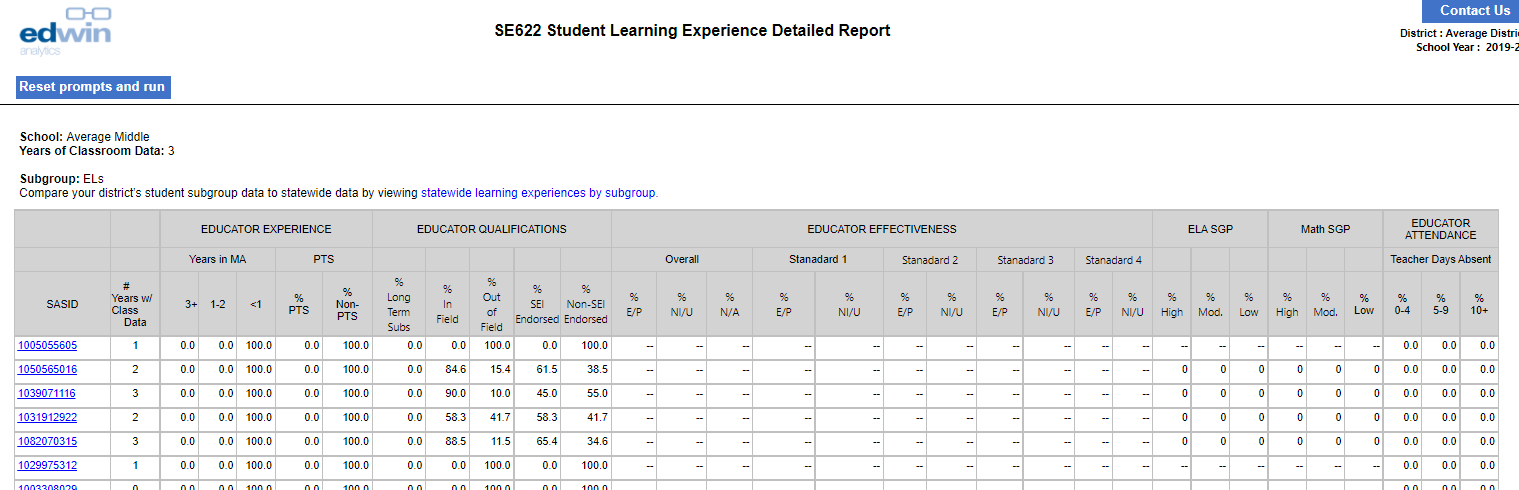 edwin
analytics
SE622 Student Learning Experience Detailed Report
Contact Us
District : Average Distri
School Year : 2019-2
Reset prompts and run
School: Average Middle
Years of Classroom Data: 3
Subgroup: ELs
Compare your district's student subgroup data to statewide data by viewing statewide learning experiences by subgroup.
EDUCATOR EXPERIENCE EDUCATOR QUALIFICATIONS EDUCATOR EFFECTIVENESS ELA SGP Math SGP EDUCATOR ATTENDANCE
Years in MA PTS Overall Stanadard 1 Stanadard 2 Stanadard 3 Stanadard 4 Teacher Days Absent
SASID # Years w/ Class Data 3+ 1-2 <1 % PTS % Non-PTS % Long Term Subs % In Field % Out of Field % SEI Endorsed % Non-SEI Endorsed % E/P % NI/U % N/A % E/P % NI/U % E/P % NI/U % E/P % NI/U % E/P % NI/U % High % Mod. % Low % High % Mod. % Low % 0-4 % 5-9 % 10+
1005055605 1 0.0 0.0 100.0 0.0 100.0 0.0 0.0 100.0 0.0 100.0 -- -- -- -- -- -- -- -- -- -- -- -- -- -- -- -- -- 0.0 0.0 0.0
1050565016 2 0.0 0.0 100.0 0.0 100.0 0.0 84.6 15.4 61.5 38.5 -- -- -- -- -- -- -- -- -- -- -- 0 0 0 0 0 0 0.0 0.0 0.0
1039071116 3 0.0 0.0 100.0 0.0 100.0 0.0 90.0 10.0 45.0 55.0 -- -- -- -- -- -- -- -- -- -- -- 0 0 0 0 0 0 0.0 0.0 0.0
1031912922 2 0.0 0.0 100.0 0.0 100.0 0.0 58.3 41.7 58.3 41.7 -- -- -- -- -- -- -- -- -- -- -- 0 0 0 0 0 0 0.0 0.0 0.0
1082070315 3 0.0 0.0 100.0 0.0 100.0 0.0 88.5 11.5 65.4 34.6 -- -- -- -- -- -- -- -- -- -- -- 0 0 0 0 0 0 0.0 0.0 0.0
1029975312 1 0.0 0.0 100.0 0.0 100.0 0.0 0.0 100.0 0.0 100.0 -- -- -- -- -- -- -- -- -- -- -- -- -- -- -- -- -- 0.0 0.0 0.0